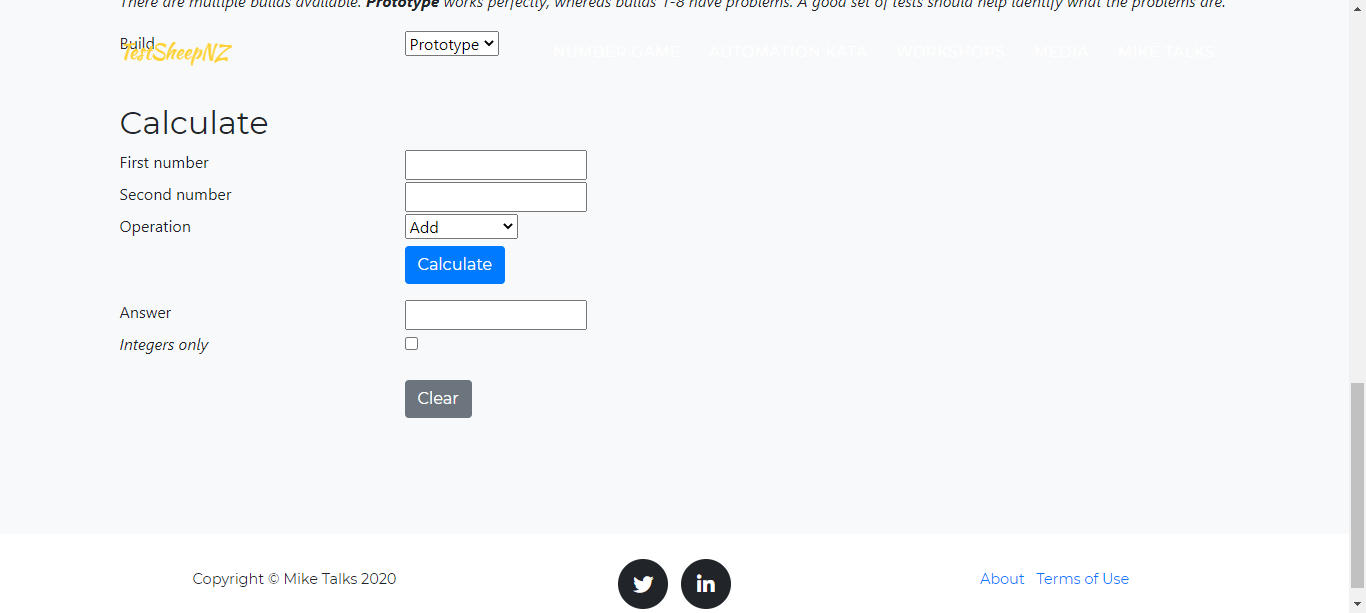 There are multiple builds available. Prototype works perfectly, whereas builds 1-8 have problems. A good set of tests should help identify what the problems are.
Build
Prototype
TestSheepNZ
NUMBER GAME AUTOMATION KATA WORKSHOPS MEDIA MIKE TALKS
Calculate
First number
Second number
Operation
Add
Calculate
Answer
Integers only
Clear
Copyright © Mike Talks 2020
About Terms of Use